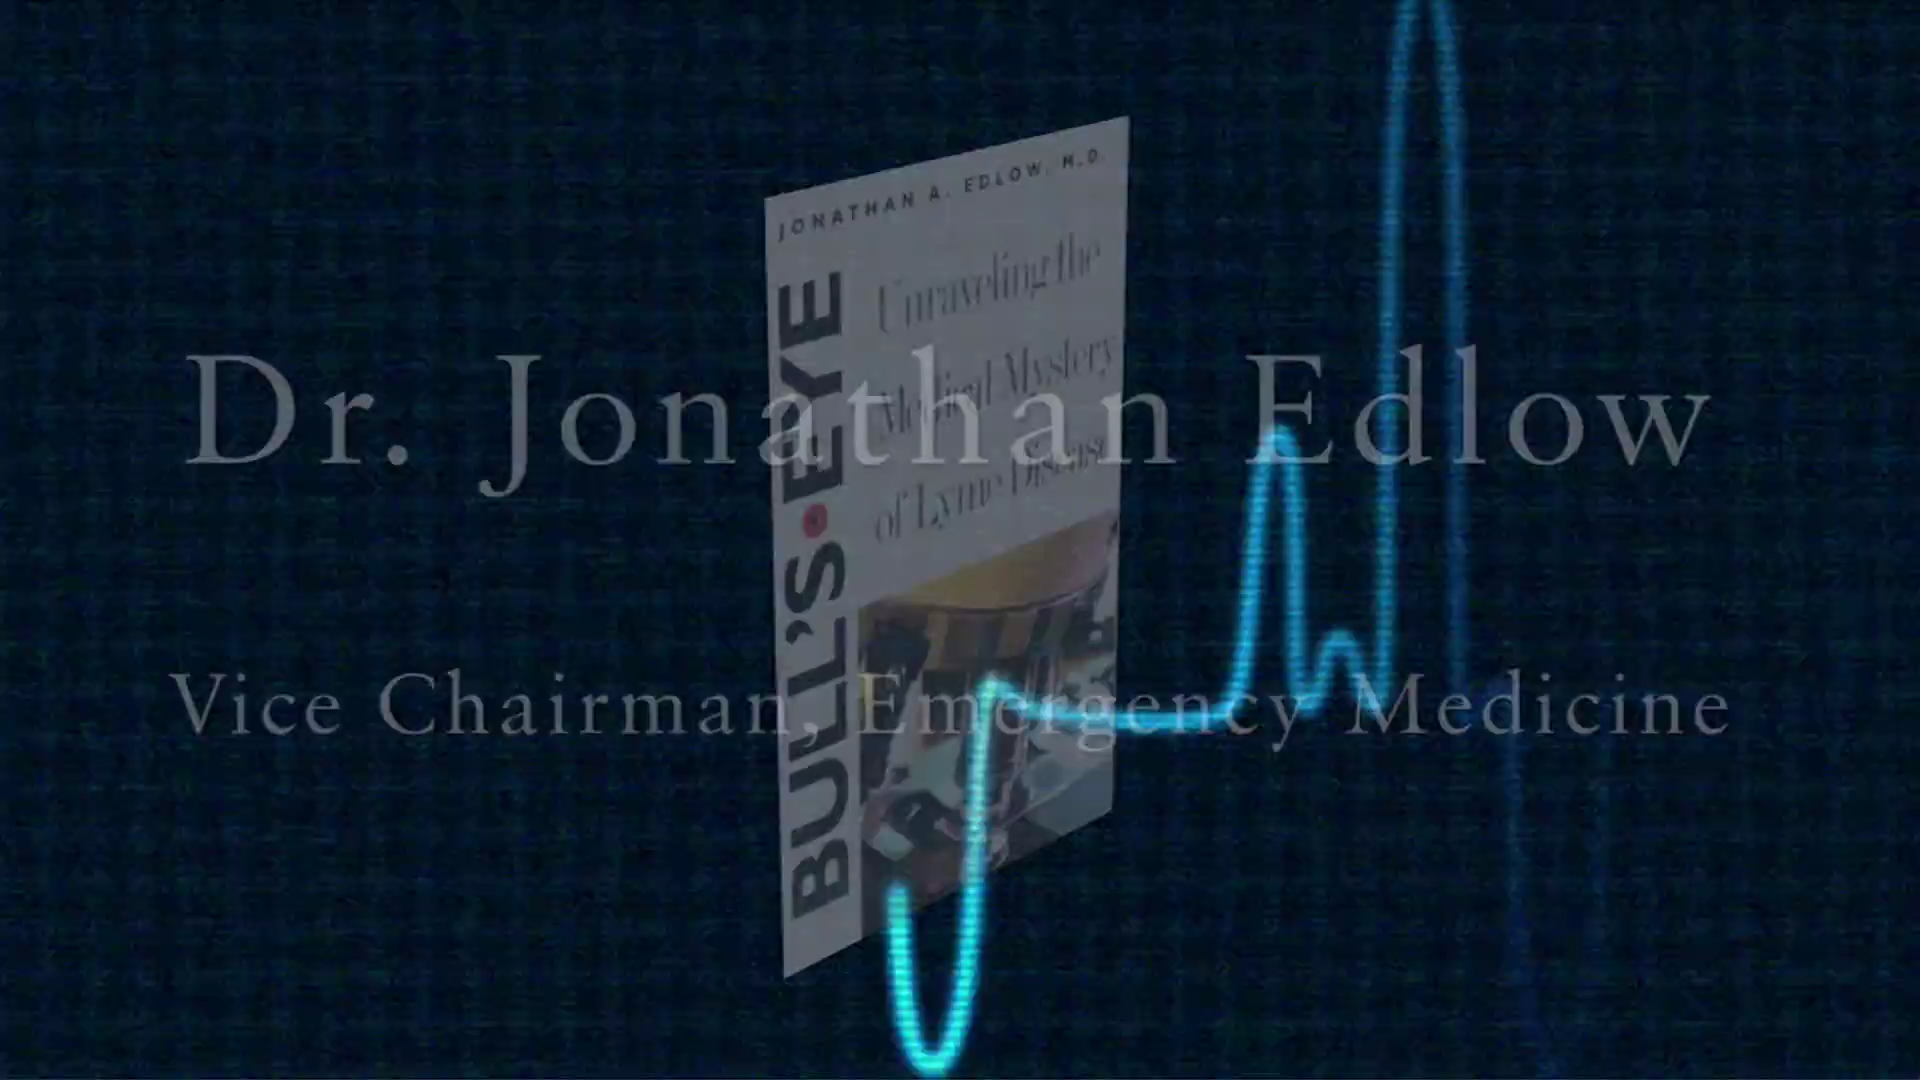 JONATHAN A. EDLOW, M.D.
BULL'S•EYE
Unraveling the
Medical Mystery
of Lyme Disease
Dr. Jonathan Edlow
Vice Chairman, Emergency Medicine